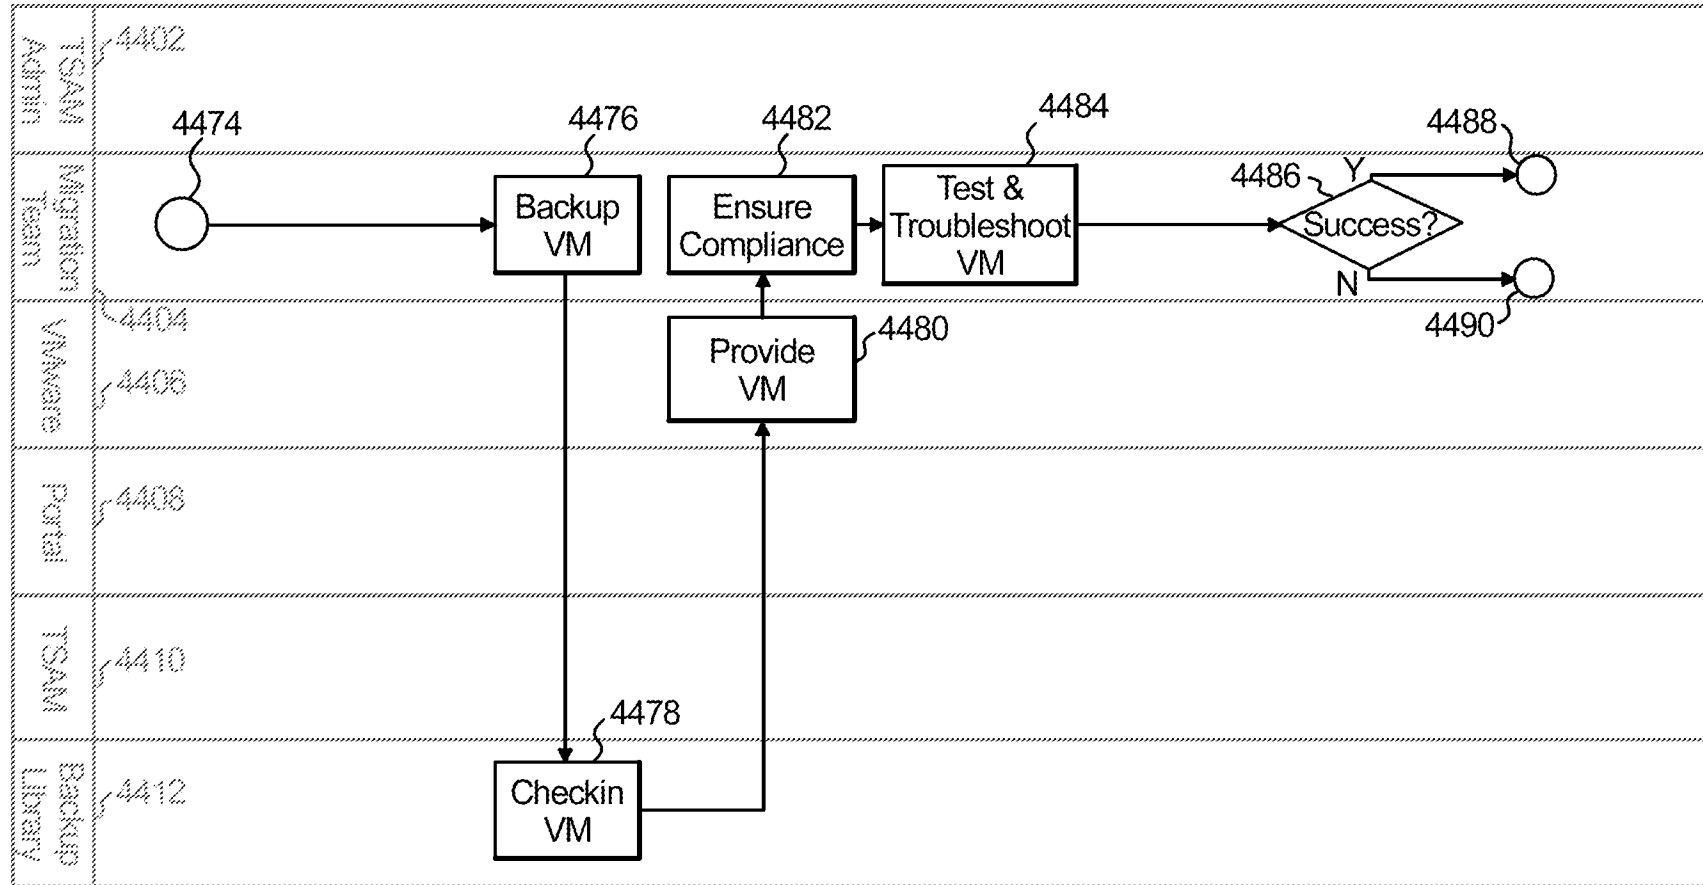 TSAM
Admin
4402
4474
4476
4482
4484
4488
Migration
Team
4404
Backup
VM
Ensure
Compliance
Test &
Troubleshoot
VM
4486
Success?
Y
N
4490
VMware
4406
Provide
VM
4480
Portal
4408
TSAM
4410
4478
Backup
Library
4412
Checkin
VM